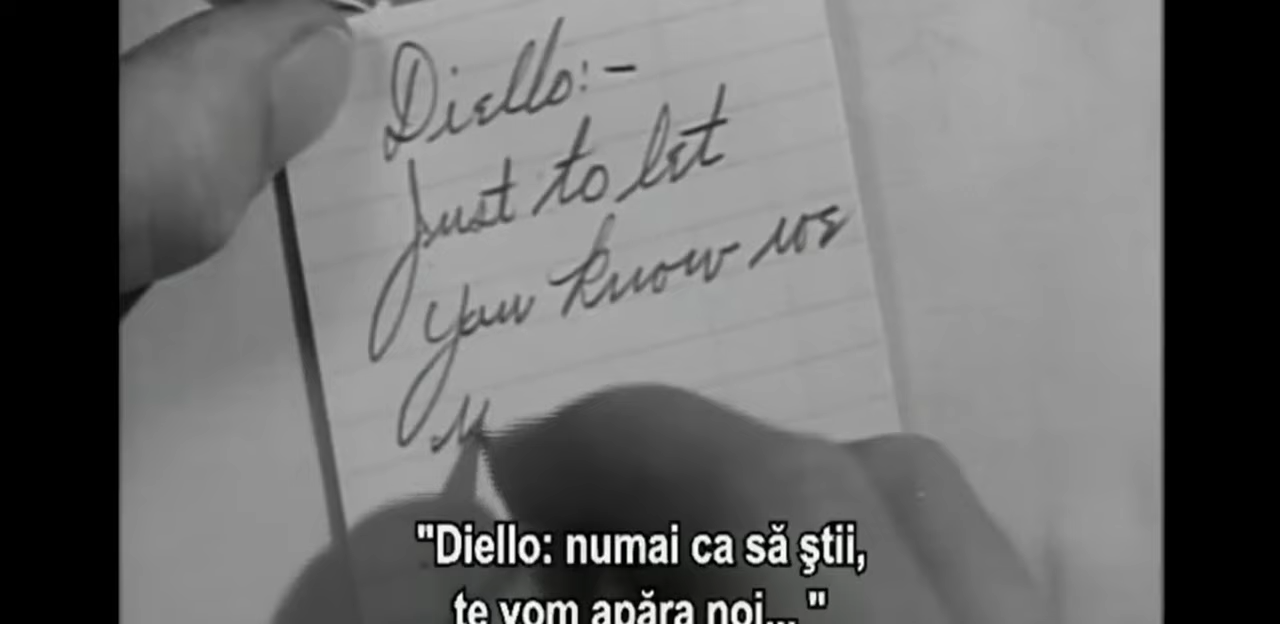 Diello:-
Just to let
you know we
"Diello: numai ca să ştii,
te vom apăra noi... "